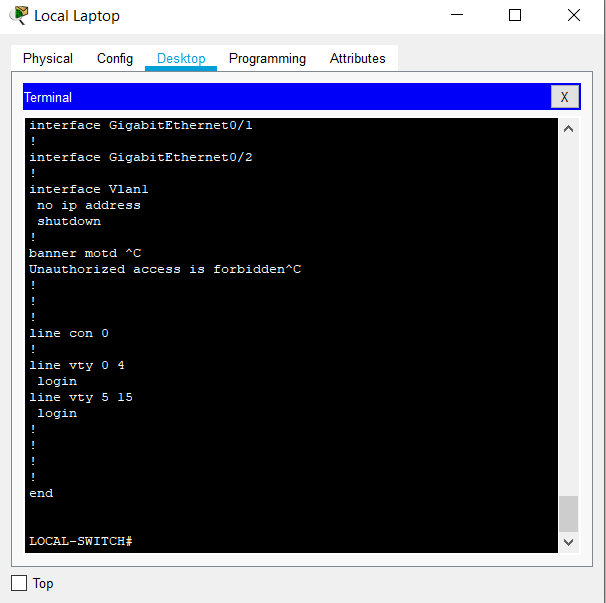 Local Laptop
Physical Config Desktop Programming Attributes
Terminal X
interface GigabitEthernet0/1
!
interface GigabitEthernet0/2
!
interface Vlan1
 no ip address
 shutdown
!
banner motd ^C
Unauthorized access is forbidden^C
!
!
!
line con 0
!
line vty 0 4
 login
line vty 5 15
 login
!
!
!
!
end
LOCAL-SWITCH#
Top